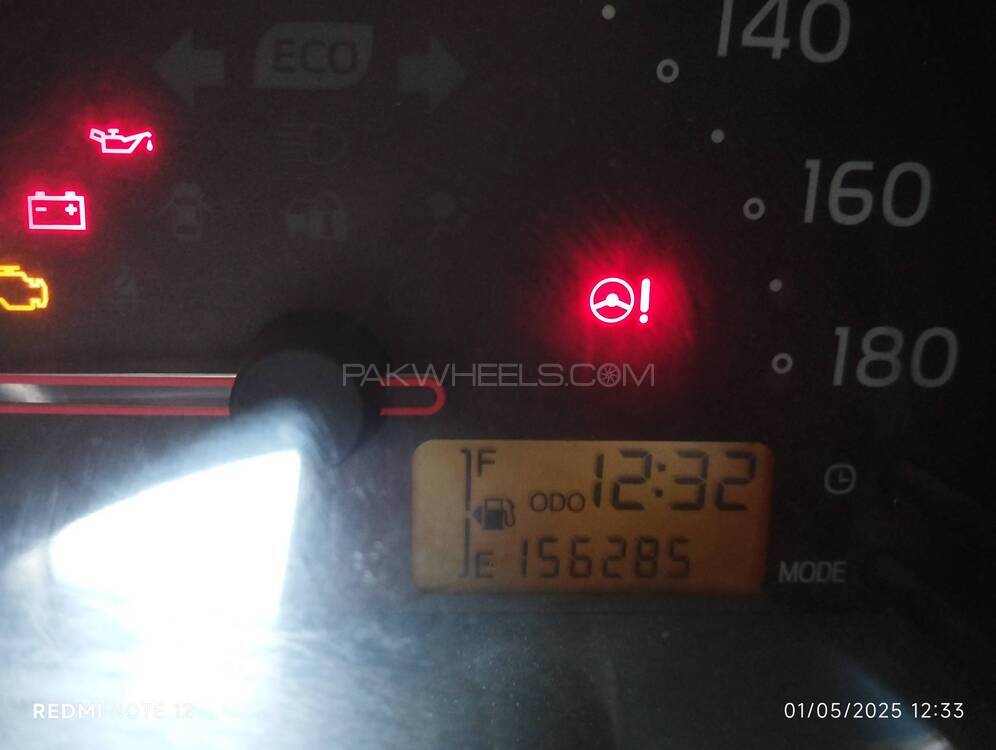 140
ECO
160
180
PAKWHEELS.COM
F
12:32
ODO
E 156285
MODE
REDMI NOTE 12
01/05/2025 12:33